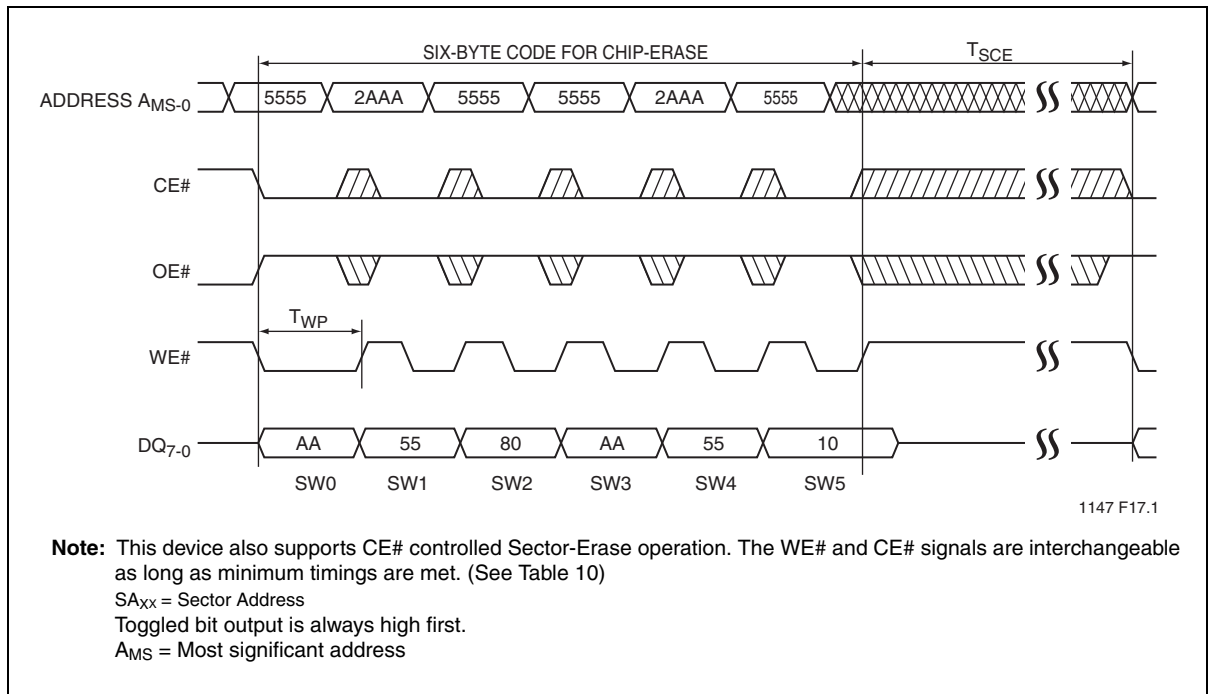 SIX-BYTE CODE FOR CHIP-ERASE TSCE
ADDRESS AMS-0 5555 2AAA 5555 5555 2AAA 5555
CE#
OE#
TWP
WE#
DQ7-0 AA 55 80 AA 55 10
SW0 SW1 SW2 SW3 SW4 SW5
1147 F17.1
Note: This device also supports CE# controlled Sector-Erase operation. The WE# and CE# signals are interchangeable
as long as minimum timings are met. (See Table 10)
SAXX = Sector Address
Toggled bit output is always high first.
AMS = Most significant address